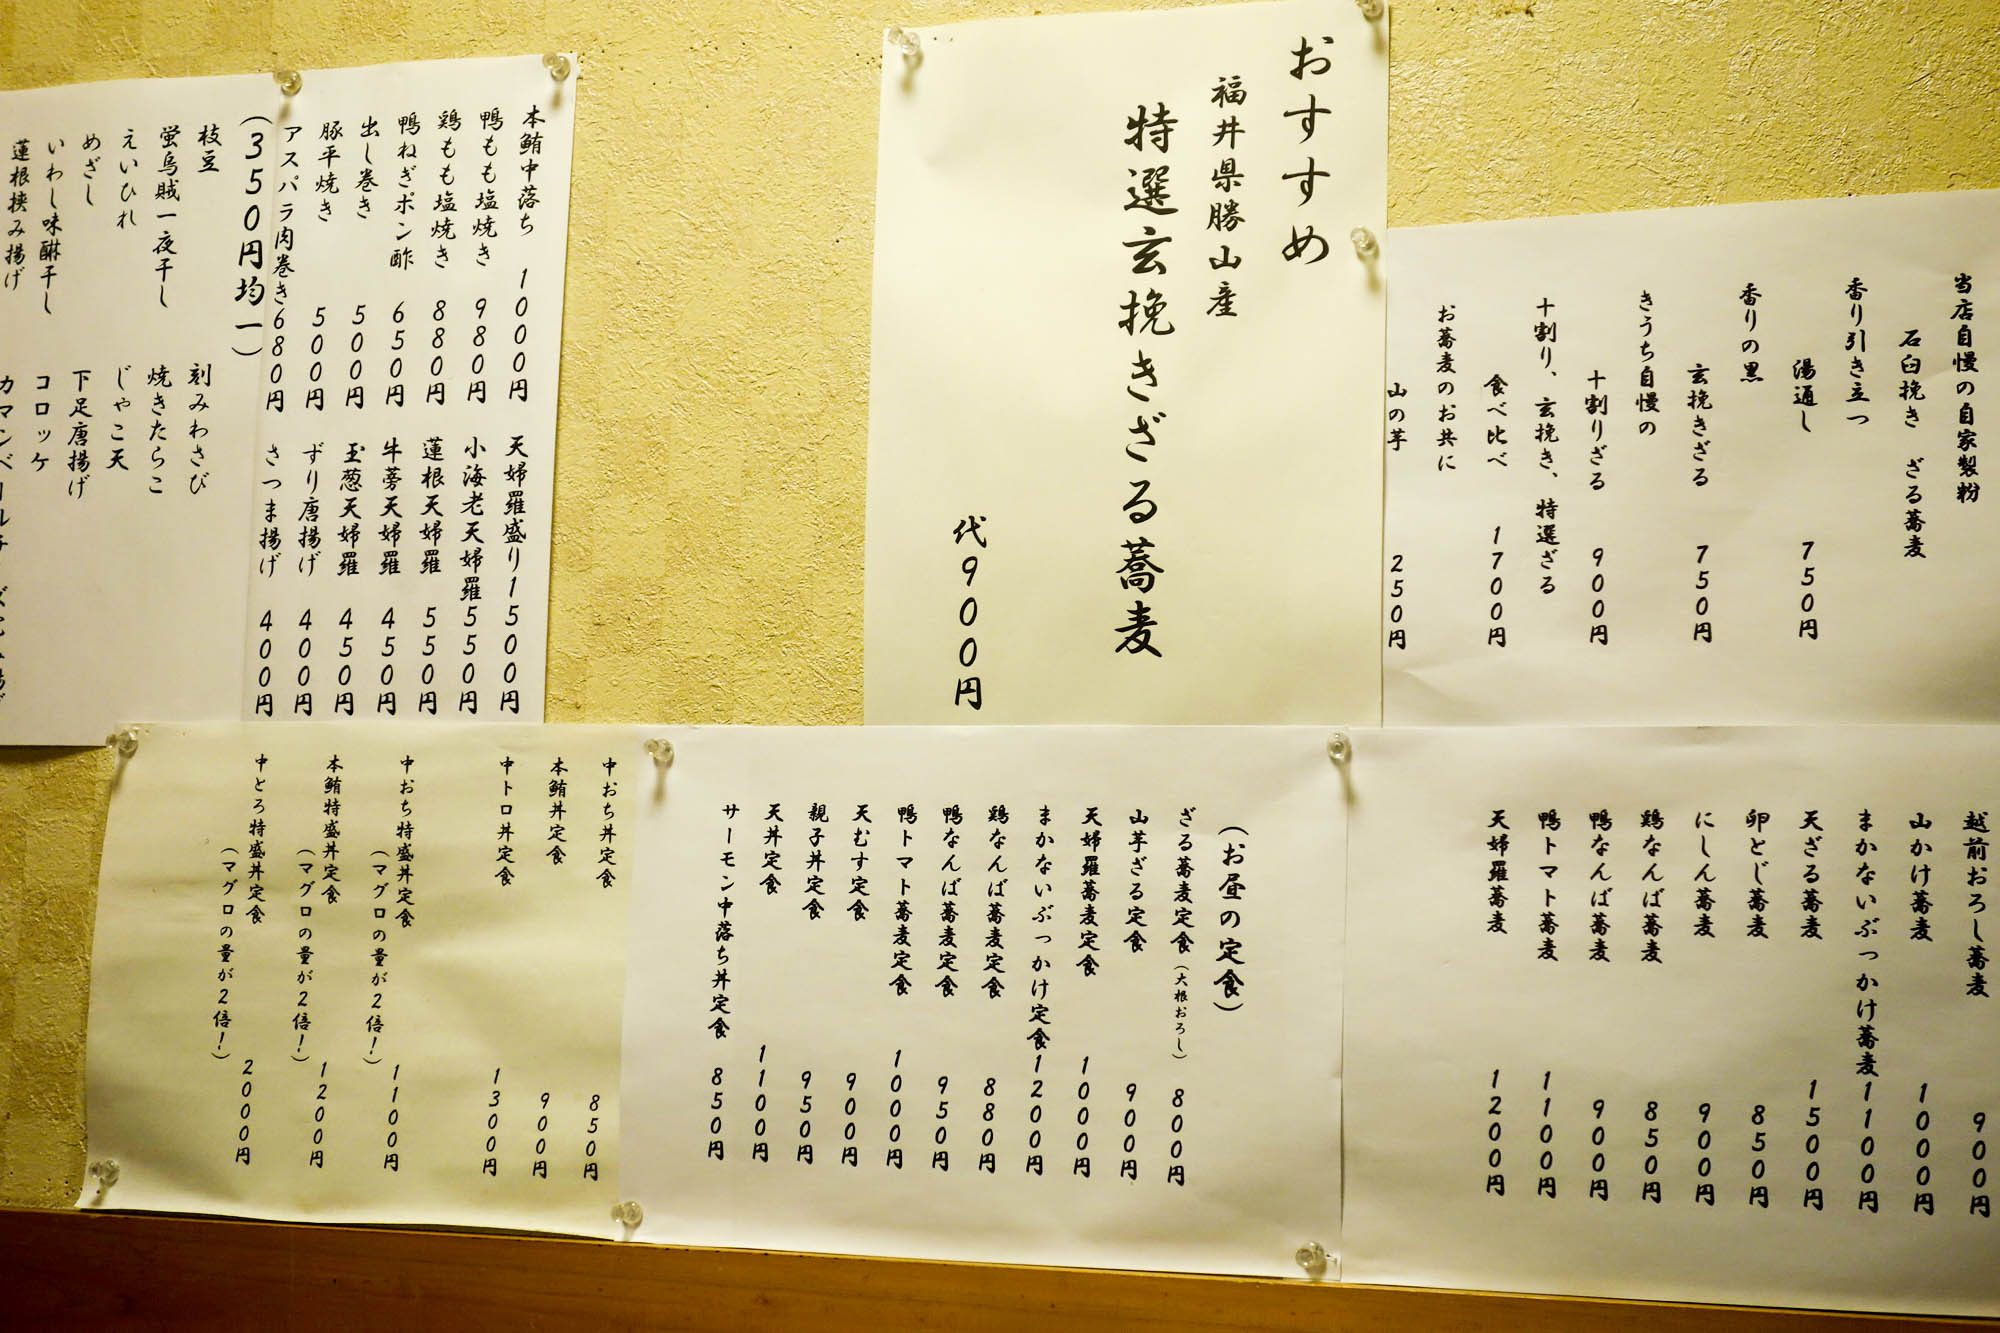 おすすめ
福井県勝山産
特選玄挽きざる蕎麦
代900円
当店自慢の自家製粉
石臼挽き ざる蕎麦
香り引き立つ
湯通し 750円
香りの黒
玄挽きざる 750円
きうち自慢の
十割りざる 900円
十割り、玄挽き、特選ざる
食べ比べ 1700円
お蕎麦のお共に
山の芋 250円
本鮪中落ち 1000円
鴨もも塩焼き 980円
鶏もも塩焼き 880円
鴨ねぎポン酢 650円
出し巻き 500円
豚平焼き 500円
アスパラ肉巻き680円
天婦羅盛り1500円
小海老天婦羅550円
蓮根天婦羅 550円
牛蒡天婦羅 450円
玉葱天婦羅 450円
ずり唐揚げ 400円
さつま揚げ 400円
(350円均一)
枝豆
蛍烏賊一夜干し
えいひれ
めざし
いわし味醂干し
蓮根挟み揚げ
刻みわさび
焼きたらこ
じゃこ天
下足唐揚げ
コロッケ
越前おろし蕎麦 900円
山かけ蕎麦 1000円
まかないぶっかけ蕎麦1100円
天ざる蕎麦 1500円
卵とじ蕎麦 850円
にしん蕎麦 900円
鶏なんば蕎麦 850円
鴨なんば蕎麦 900円
鴨トマト蕎麦 1100円
天婦羅蕎麦 1200円
(お昼の定食)
ざる蕎麦定食(大根おろし) 800円
山芋ざる定食 900円
天婦羅蕎麦定食 1000円
まかないぶっかけ定食1200円
鶏なんば蕎麦定食 880円
鴨なんば蕎麦定食 950円
鴨トマト蕎麦定食 1000円
天むす定食 900円
親子丼定食 950円
天丼定食 1100円
サーモン中落ち丼定食 850円
中おち丼定食 850円
本鮪丼定食 900円
中トロ丼定食 1300円
中おち特盛丼定食 1100円
(マグロの量が2倍!)
本鮪特盛丼定食 1200円
(マグロの量が2倍!)
中とろ特盛丼定食 2000円
(マグロの量が2倍!)